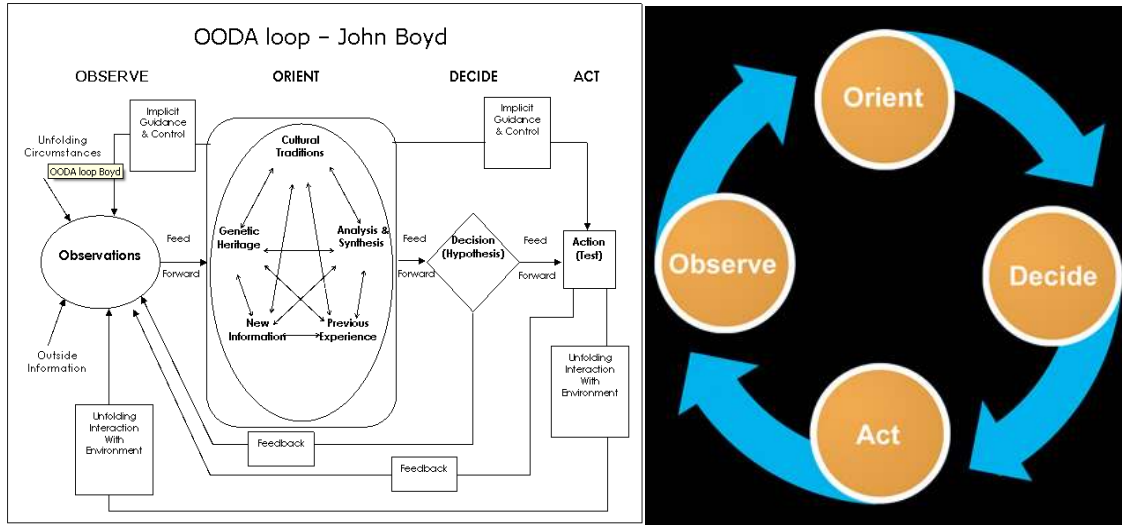 OODA loop – John Boyd
OBSERVE
ORIENT
DECIDE
ACT
Implicit
Guidance
& Control
Implicit
Guidance
& Control
Unfolding
Circumstances
OODA loop Boyd
Cultural
Traditions
Genetic
Heritage
Analysis &
Synthesis
New
Information
Previous
Experience
Observations
Feed
Forward
Feed
Forward
Decision
(Hypothesis)
Feed
Forward
Action
(Test)
Outside
Information
Unfolding
Interaction
With
Environment
Unfolding
Interaction
With
Environment
Feedback
Feedback
Orient
Observe
Decide
Act